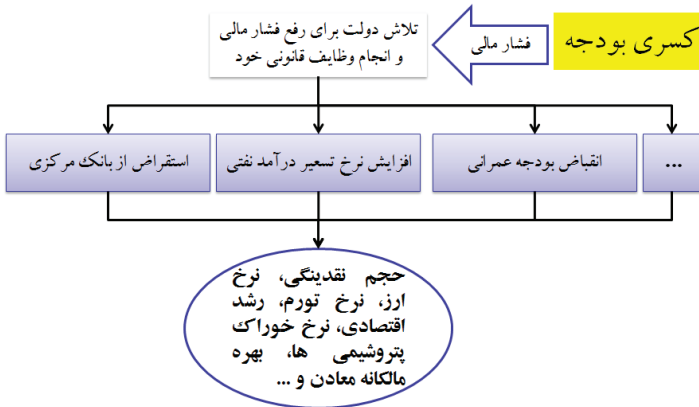 کسری بودجه
فشار مالی
تلاش دولت برای رفع فشار مالی
و انجام وظایف قانونی خود
...
انقباض بودجه عمرانی
افزایش نرخ تسعیر درآمد نفتی
استقراض از بانک مرکزی
حجم نقدینگی، نرخ
ارز، نرخ تورم، رشد
اقتصادی، نرخ خوراک
پتروشیمی ها، بهره
مالکانه معادن و ...